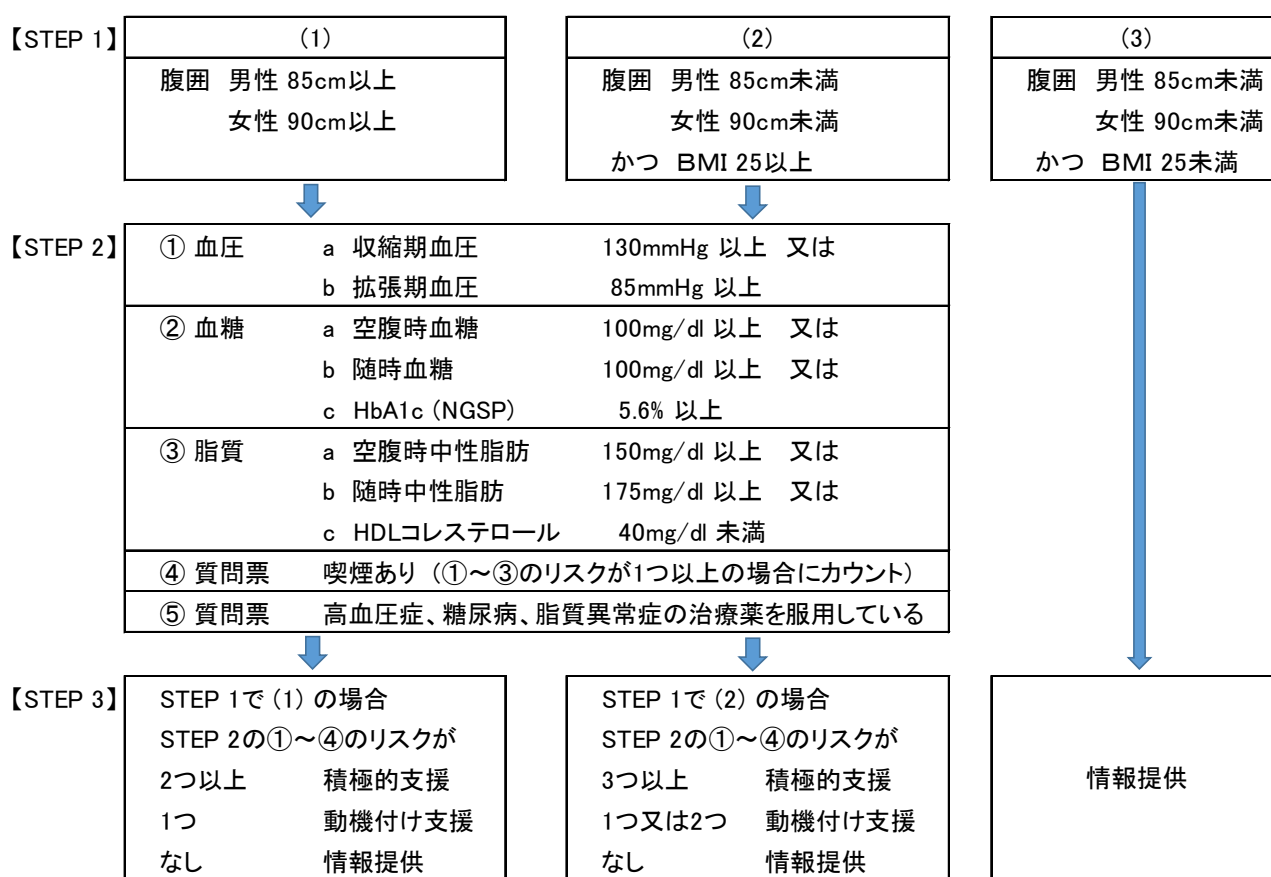 【STEP 1】
(1)
腹囲 男性 85cm以上
女性 90cm以上
(2)
腹囲 男性 85cm未満
女性 90cm未満
かつ BMI 25以上
(3)
腹囲 男性 85cm未満
女性 90cm未満
かつ BMI 25未満
【STEP 2】
① 血圧 a 収縮期血圧 130mmHg 以上 又は
b 拡張期血圧 85mmHg 以上
② 血糖 a 空腹時血糖 100mg/dl 以上 又は
b 随時血糖 100mg/dl 以上 又は
c HbA1c (NGSP) 5.6% 以上
③ 脂質 a 空腹時中性脂肪 150mg/dl 以上 又は
b 随時中性脂肪 175mg/dl 以上 又は
c HDLコレステロール 40mg/dl 未満
④ 質問票 喫煙あり (①~③のリスクが1つ以上の場合にカウント)
⑤ 質問票 高血圧症、糖尿病、脂質異常症の治療薬を服用している
【STEP 3】
STEP 1で (1) の場合
STEP 2の①~④のリスクが
2つ以上 積極的支援
1つ 動機付け支援
なし 情報提供
STEP 1で (2) の場合
STEP 2の①~④のリスクが
3つ以上 積極的支援
1つ又は2つ 動機付け支援
なし 情報提供
情報提供